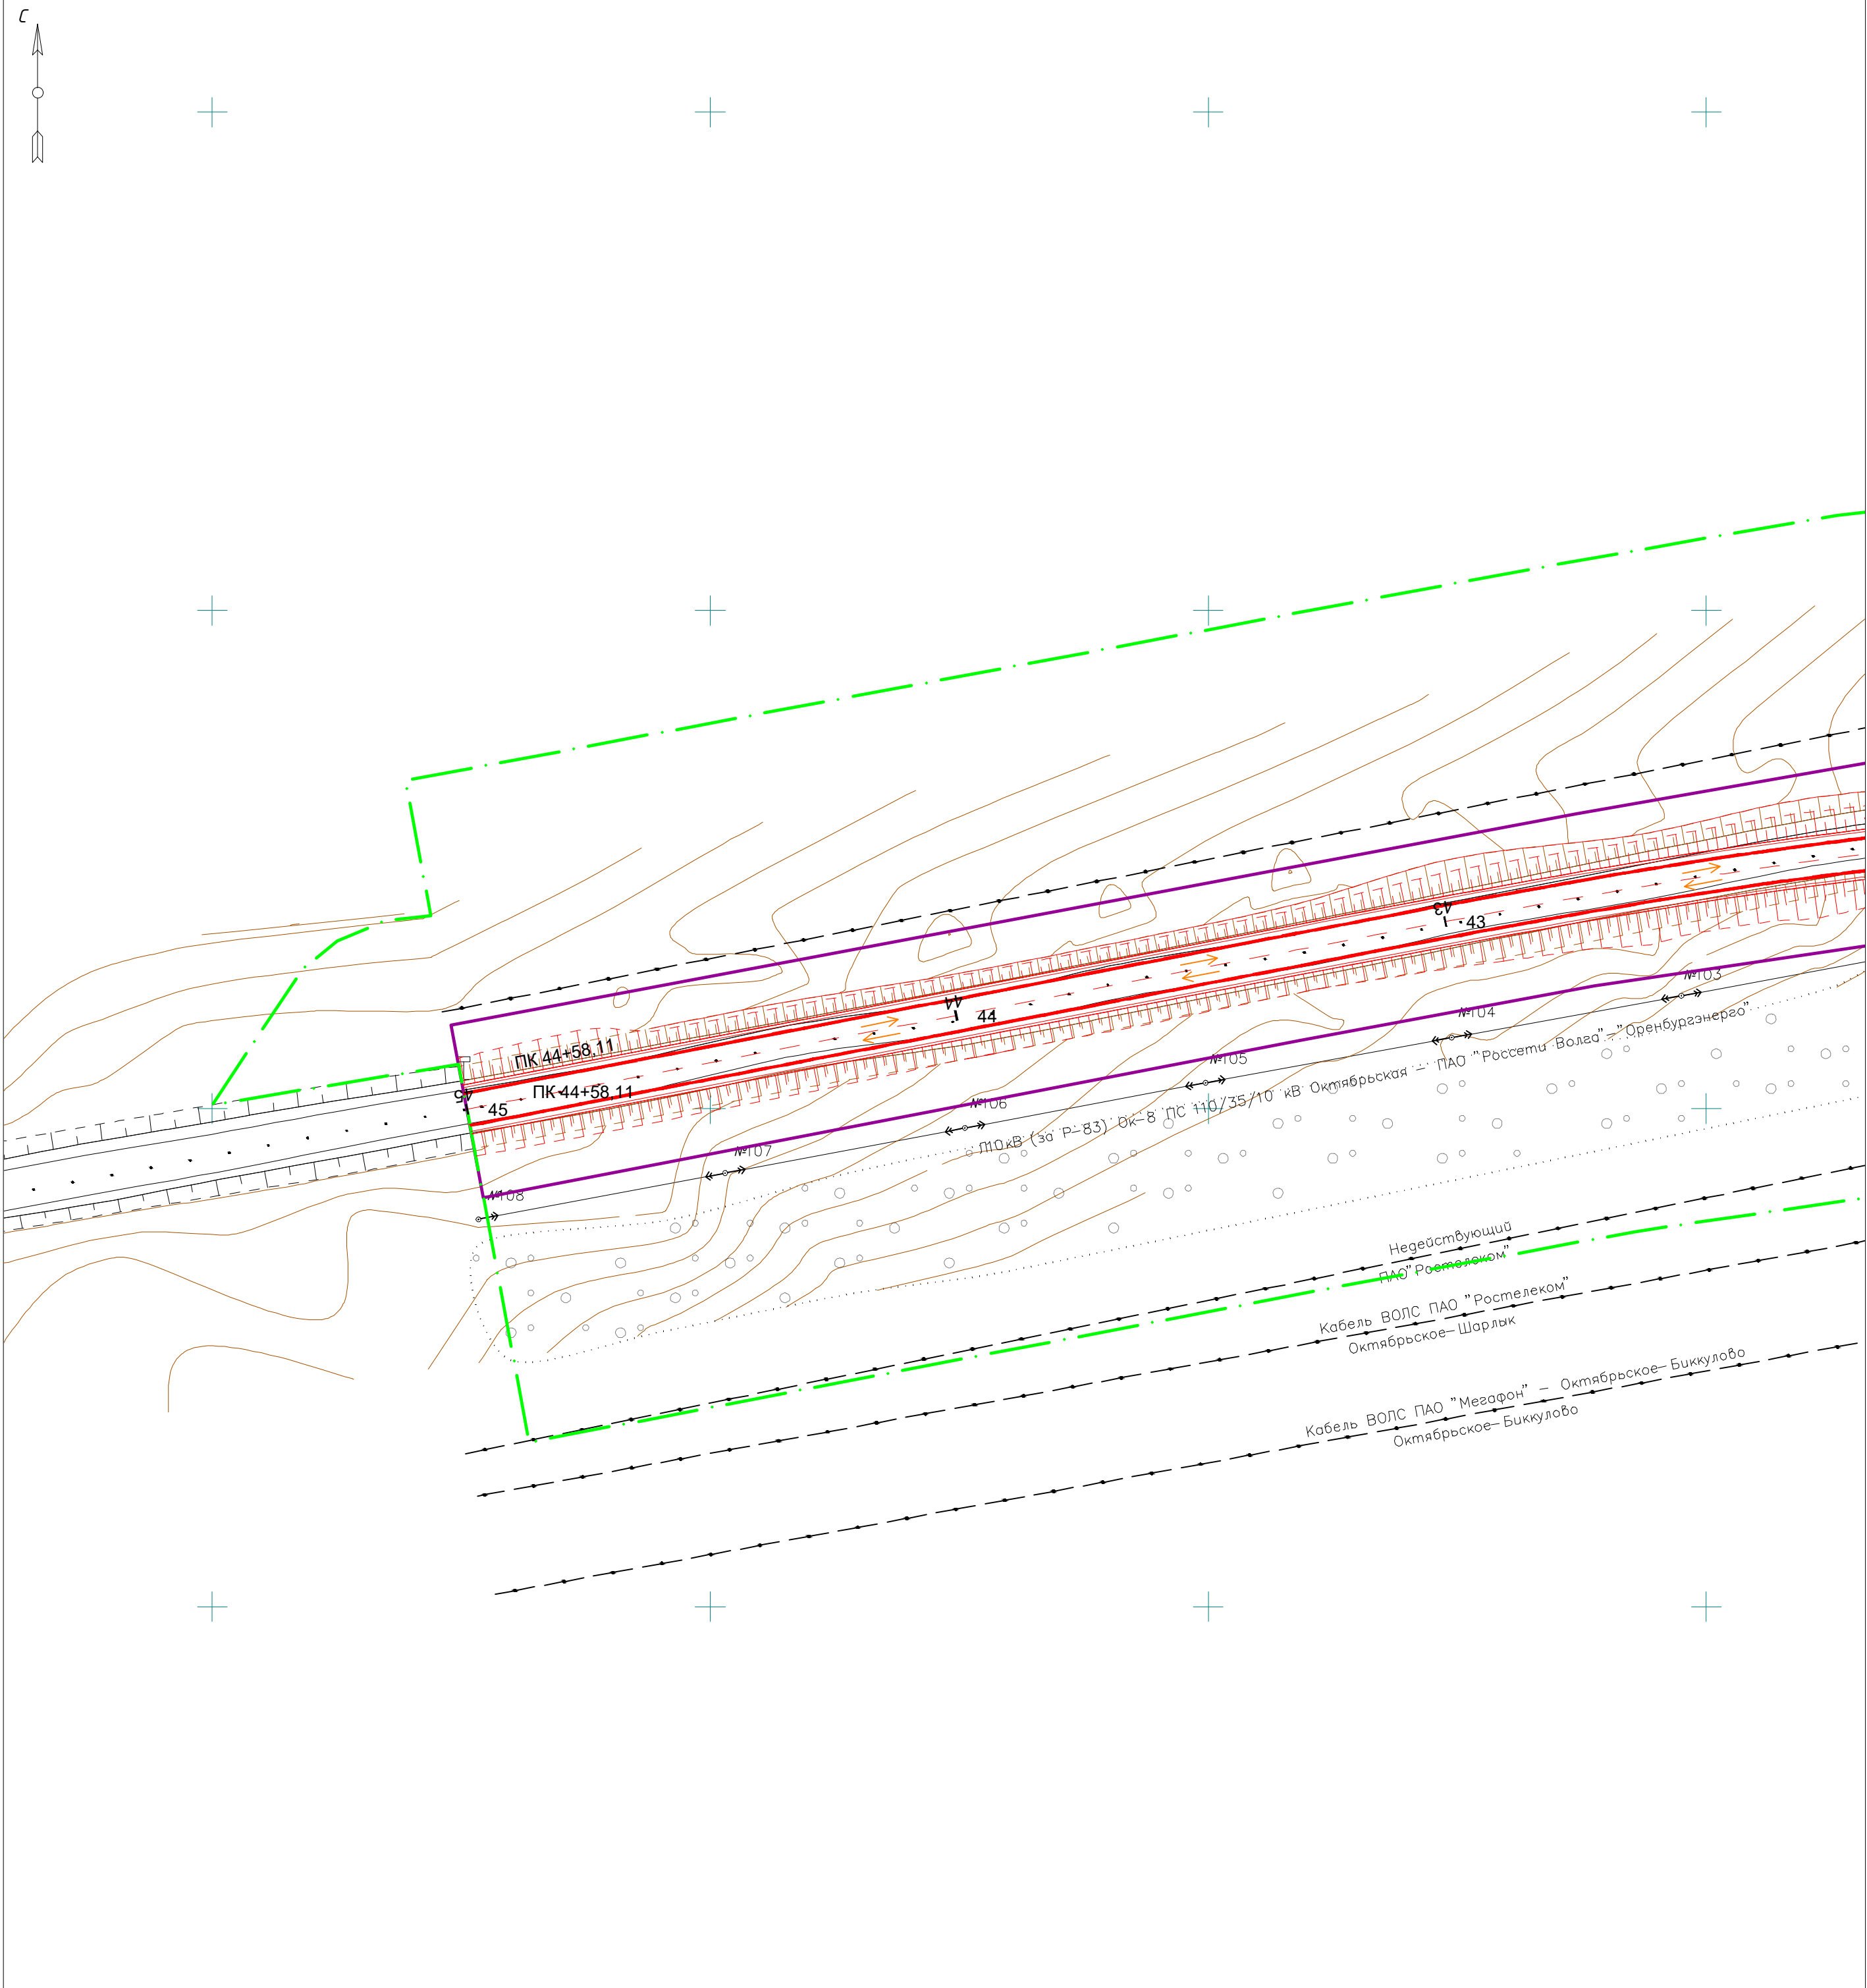 С
43
43
44
44
№103
№104
№105
№106
№107
№108
ПК 44+58,11
ПК 44+58,11
45
45
Л10кВ (за Р-83) Ок-8 ПС 110/35/10 кВ Октябрьская - ПАО "Россети Волга"-"Оренбургэнерго"
Недействующий
ПАО"Ростелеком"
Кабель ВОЛС ПАО "Ростелеком"
Октябрьское-Шарлык
Кабель ВОЛС ПАО "Мегафон" - Октябрьское-Биккулово
Октябрьское-Биккулово